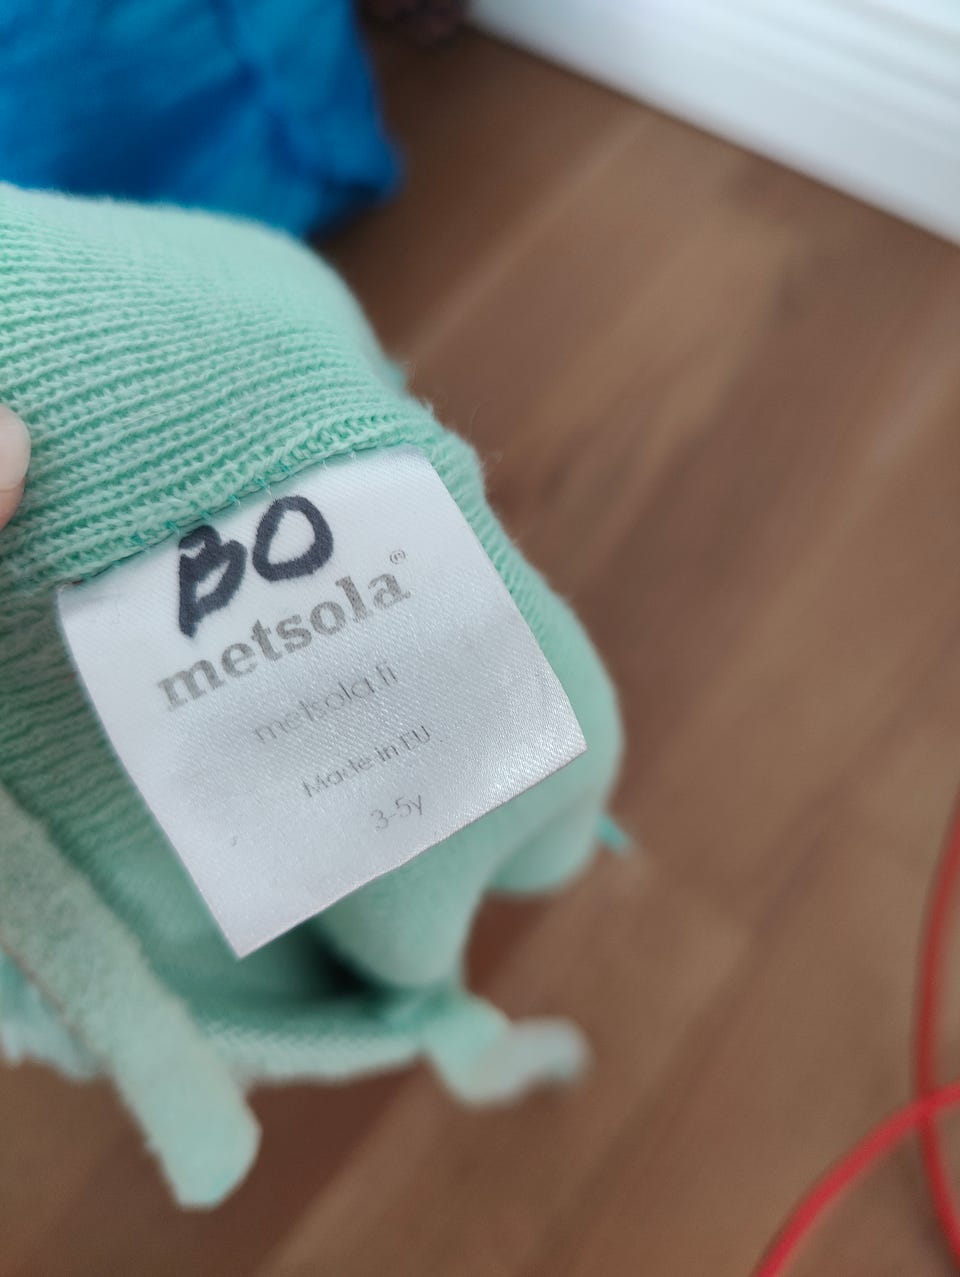 BO
metsola®
metsola.fi
Made in EU
3-5y